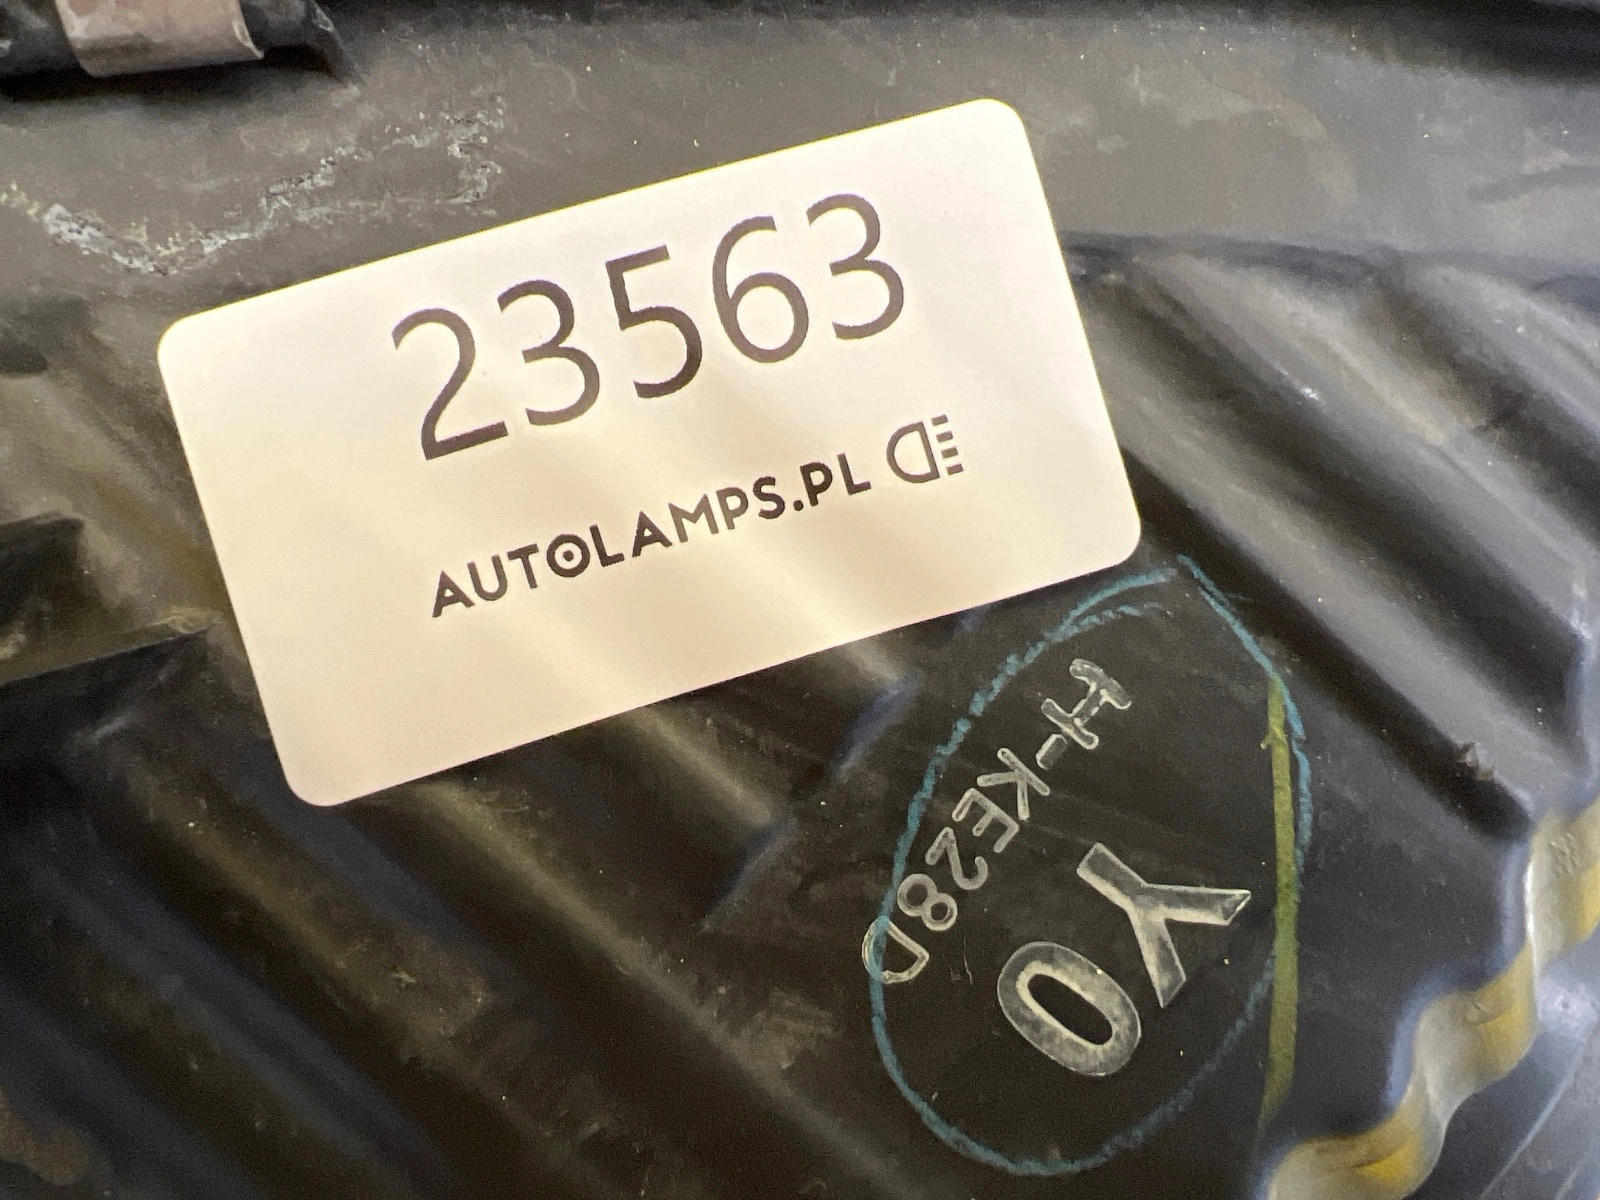 23563
AUTOLAMPS.PL
H-KE28D
YO